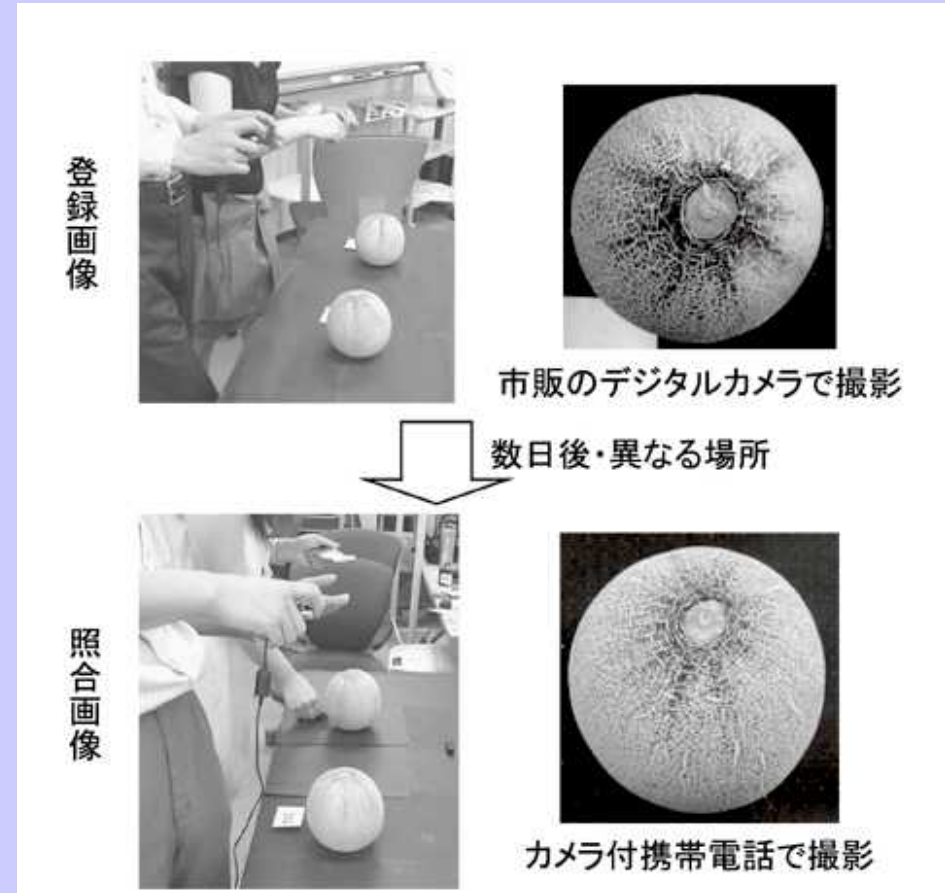 登録画像
市販のデジタルカメラで撮影
数日後・異なる場所
照合画像
カメラ付携帯電話で撮影